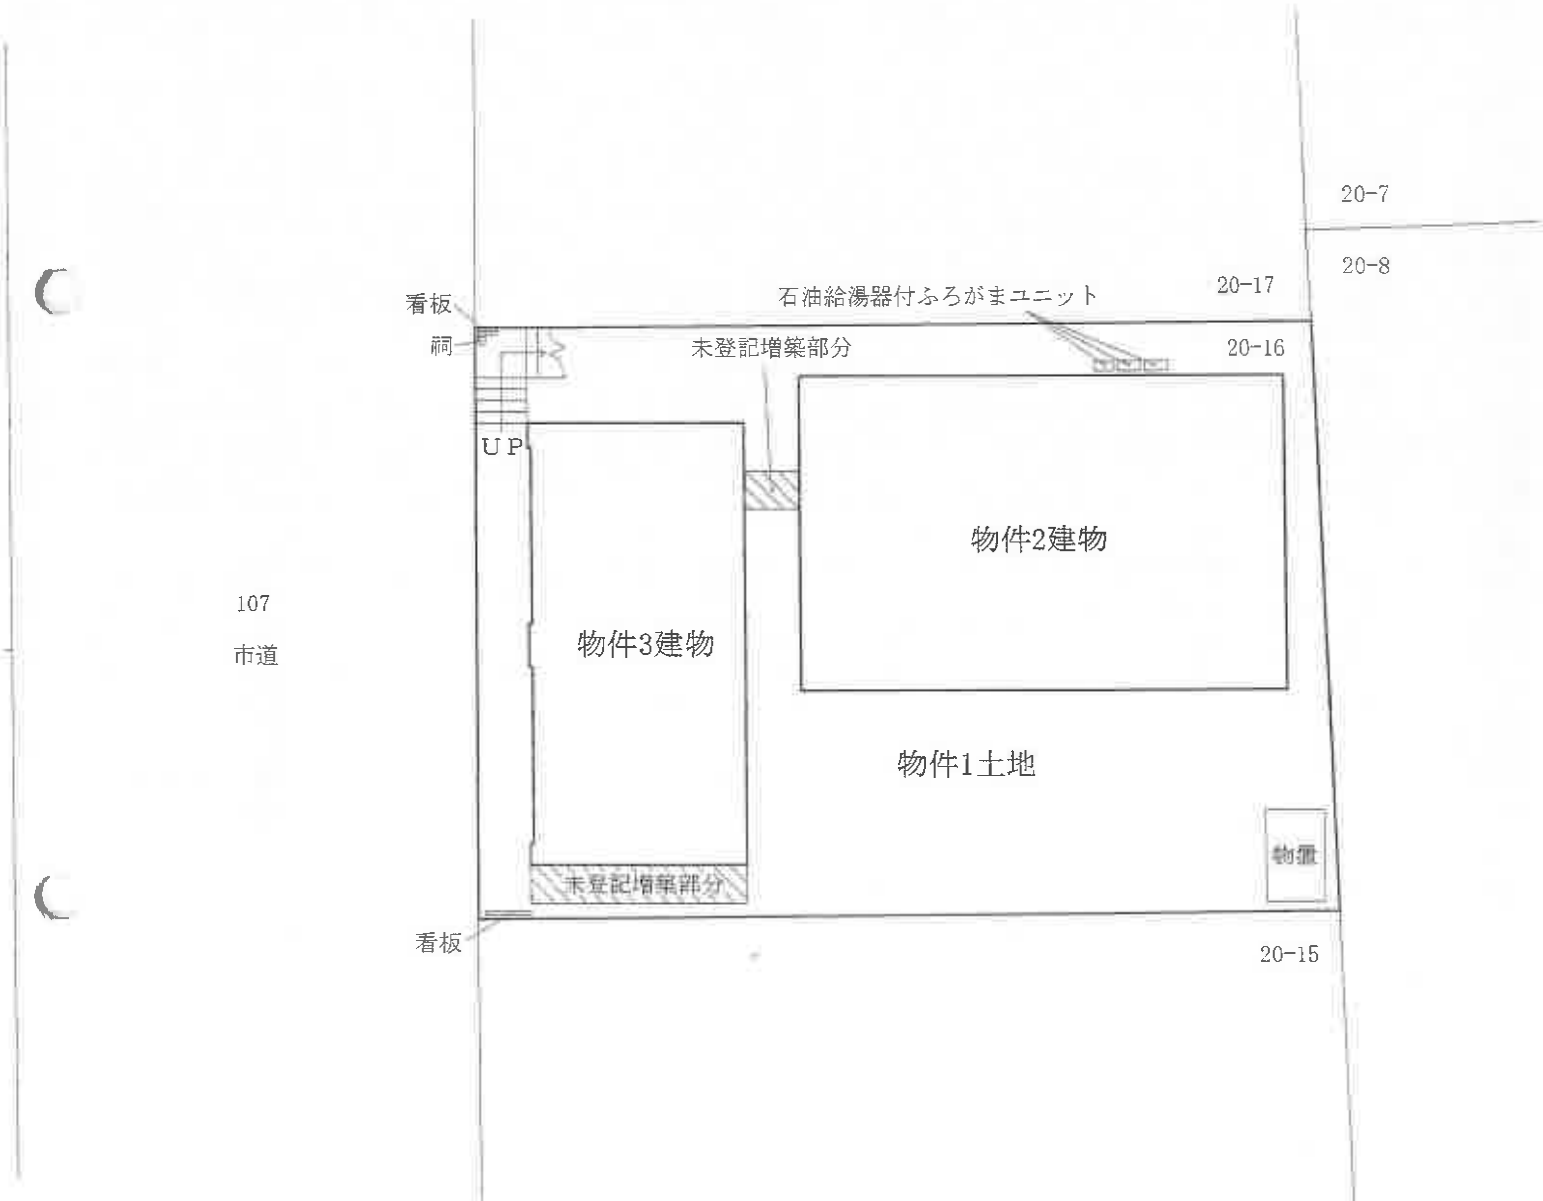 20-7
20-8
20-17
石油給湯器付ふろがまユニット
看板
祠
未登記増築部分
20-16
UP
物件2建物
107
市道
物件3建物
物件1土地
物置
未登記増築部分
看板
20-15